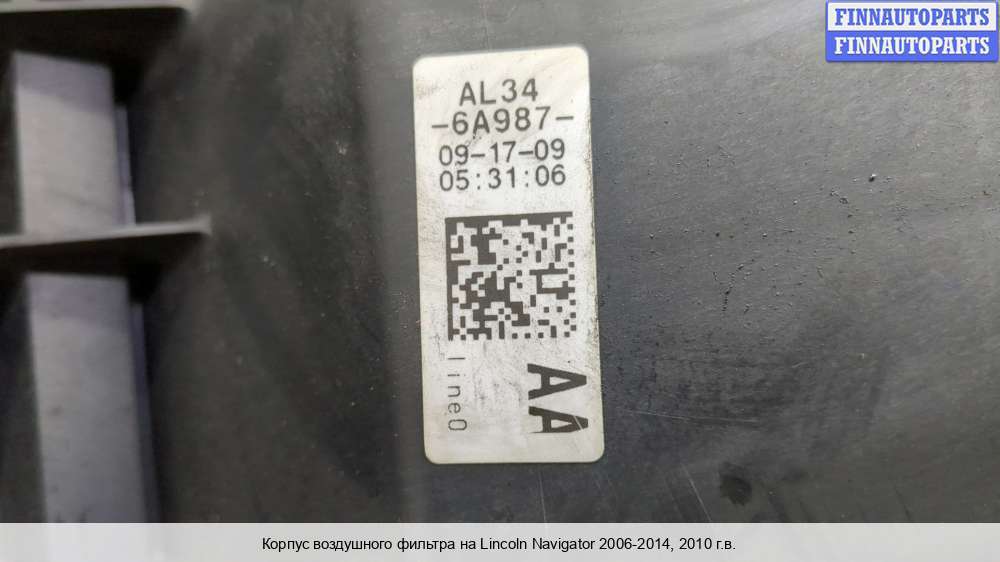 FINNAUTOPARTS
FINNAUTOPARTS
AL34
-6A987-
09-17-09
05:31:06
AA
line0
Корпус воздушного фильтра на Lincoln Navigator 2006-2014, 2010 г.в.